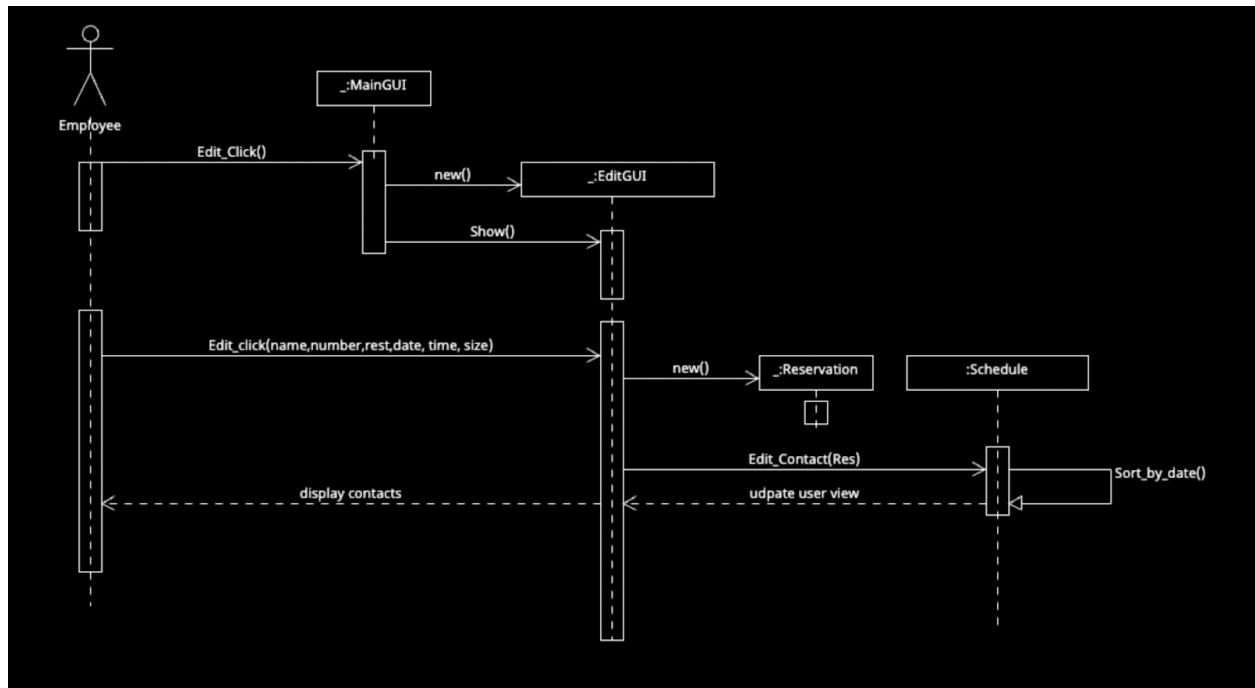 _:MainGUI
Employee
Edit_Click()
new()
_:EditGUI
Show()
Edit_click(name,number,rest,date, time, size)
new()
_:Reservation
:Schedule
Edit_Contact(Res)
Sort_by_date()
display contacts
udpate user view